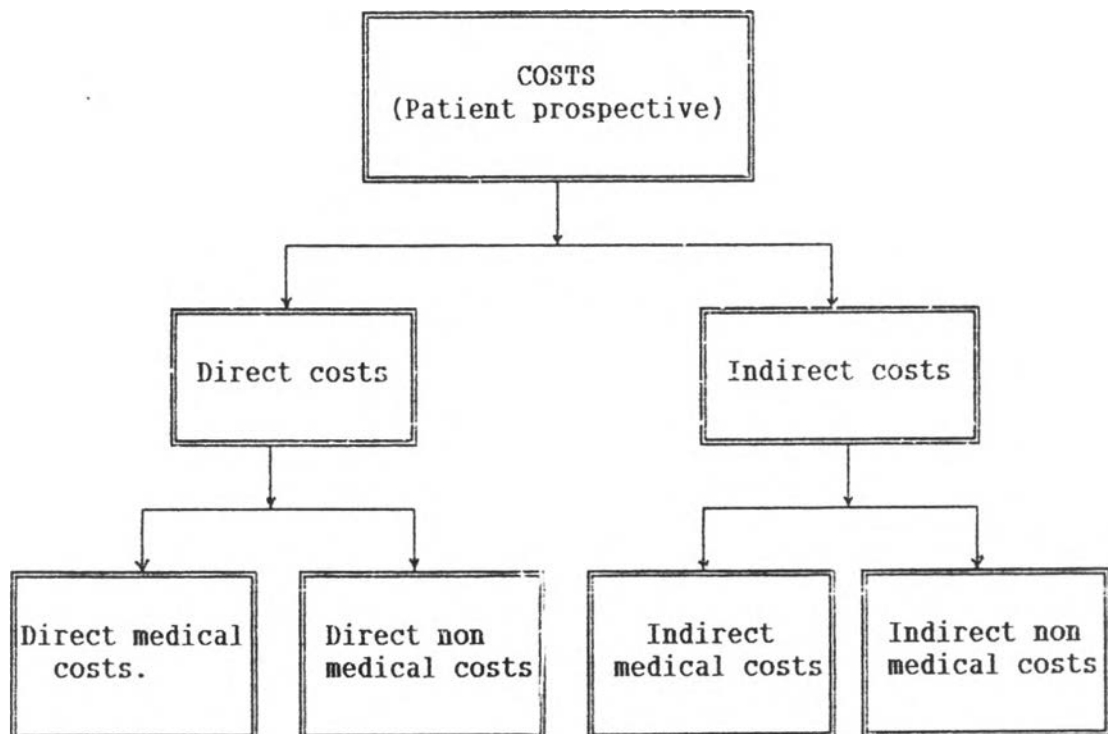 COSTS
(Patient prospective)
Direct costs
Indirect costs
Direct medical
costs.
Direct non
medical costs
Indirect
medical costs
Indirect non
medical costs